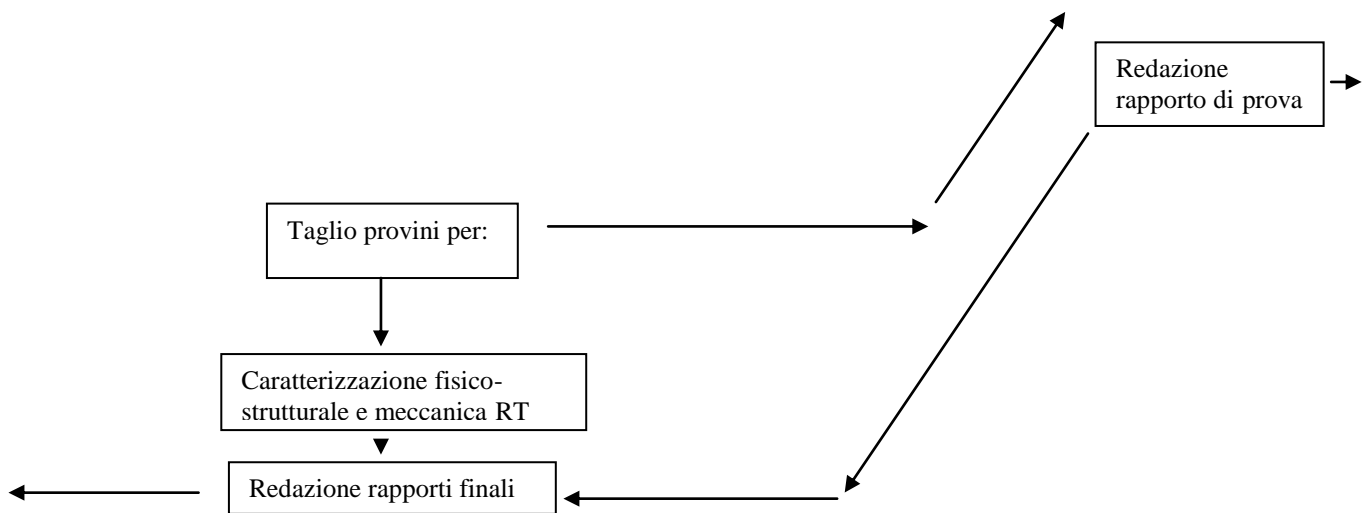 Redazione
rapporto di prova
Taglio provini per:
Caratterizzazione fisico-
strutturale e meccanica RT
Redazione rapporti finali